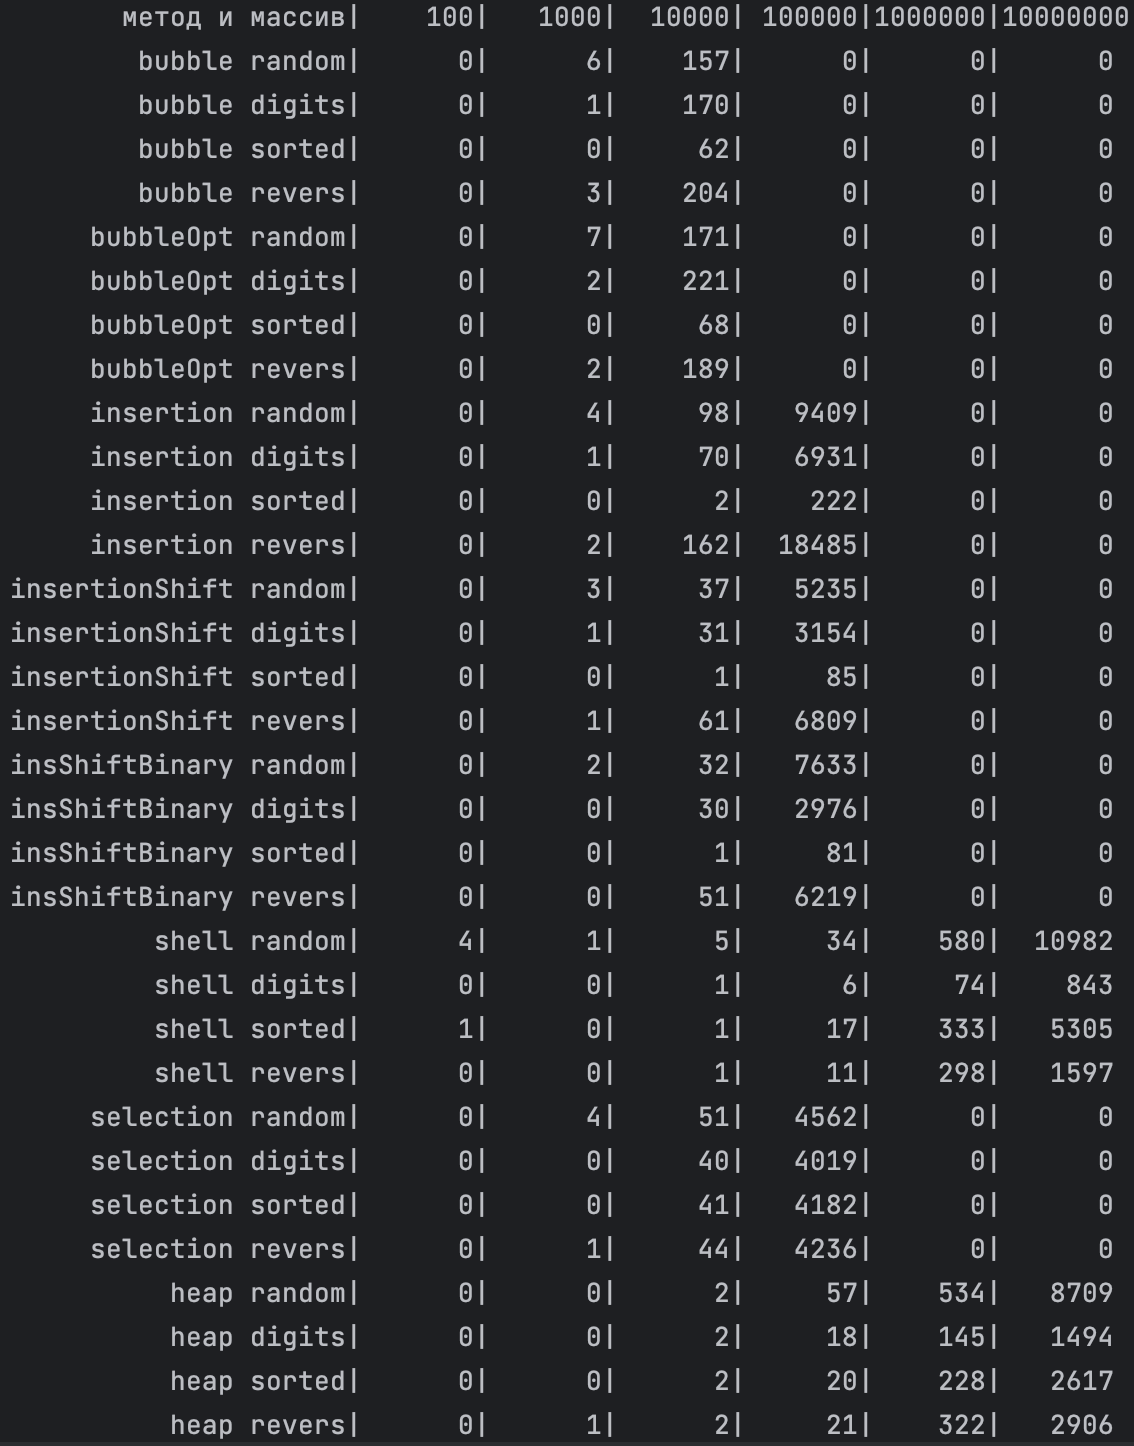 метод и массив|    100|   1000|  10000| 100000|1000000|10000000
bubble random|      0|      6|    157|      0|      0|      0
bubble digits|      0|      1|    170|      0|      0|      0
bubble sorted|      0|      0|     62|      0|      0|      0
bubble revers|      0|      3|    204|      0|      0|      0
bubbleOpt random|      0|      7|    171|      0|      0|      0
bubbleOpt digits|      0|      2|    221|      0|      0|      0
bubbleOpt sorted|      0|      0|     68|      0|      0|      0
bubbleOpt revers|      0|      2|    189|      0|      0|      0
insertion random|      0|      4|     98|   9409|      0|      0
insertion digits|      0|      1|     70|   6931|      0|      0
insertion sorted|      0|      0|      2|    222|      0|      0
insertion revers|      0|      2|    162|  18485|      0|      0
insertionShift random|      0|      3|     37|   5235|      0|      0
insertionShift digits|      0|      1|     31|   3154|      0|      0
insertionShift sorted|      0|      0|      1|     85|      0|      0
insertionShift revers|      0|      1|     61|   6809|      0|      0
insShiftBinary random|      0|      2|     32|   7633|      0|      0
insShiftBinary digits|      0|      0|     30|   2976|      0|      0
insShiftBinary sorted|      0|      0|      1|     81|      0|      0
insShiftBinary revers|      0|      0|     51|   6219|      0|      0
shell random|      4|      1|      5|     34|    580|  10982
shell digits|      0|      0|      1|      6|     74|    843
shell sorted|      1|      0|      1|     17|    333|   5305
shell revers|      0|      0|      1|     11|    298|   1597
selection random|      0|      4|     51|   4562|      0|      0
selection digits|      0|      0|     40|   4019|      0|      0
selection sorted|      0|      0|     41|   4182|      0|      0
selection revers|      0|      1|     44|   4236|      0|      0
heap random|      0|      0|      2|     57|    534|   8709
heap digits|      0|      0|      2|     18|    145|   1494
heap sorted|      0|      0|      2|     20|    228|   2617
heap revers|      0|      1|      2|     21|    322|   2906